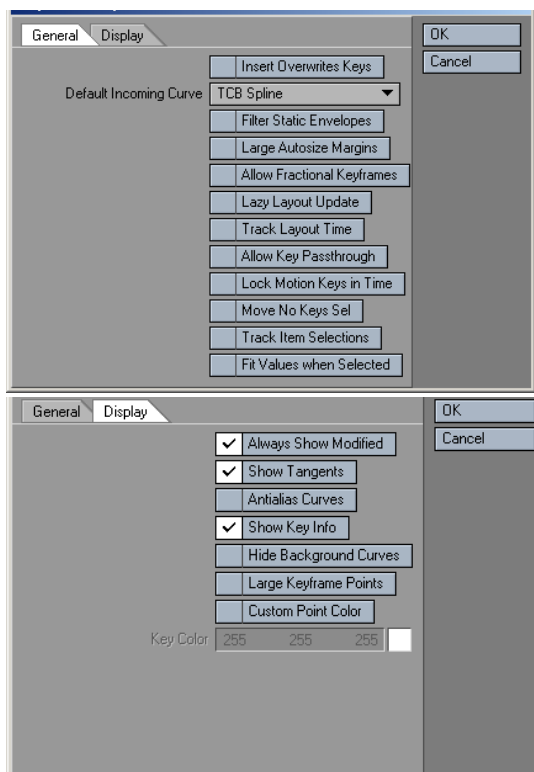 General Display OK
Insert Overwrites Keys Cancel
Default Incoming Curve TCB Spline
Filter Static Envelopes
Large Autosize Margins
Allow Fractional Keyframes
Lazy Layout Update
Track Layout Time
Allow Key Passthrough
Lock Motion Keys in Time
Move No Keys Sel
Track Item Selections
Fit Values when Selected
General Display OK
Always Show Modified Cancel
Show Tangents
Antialias Curves
Show Key Info
Hide Background Curves
Large Keyframe Points
Custom Point Color
Key Color 255 255 255